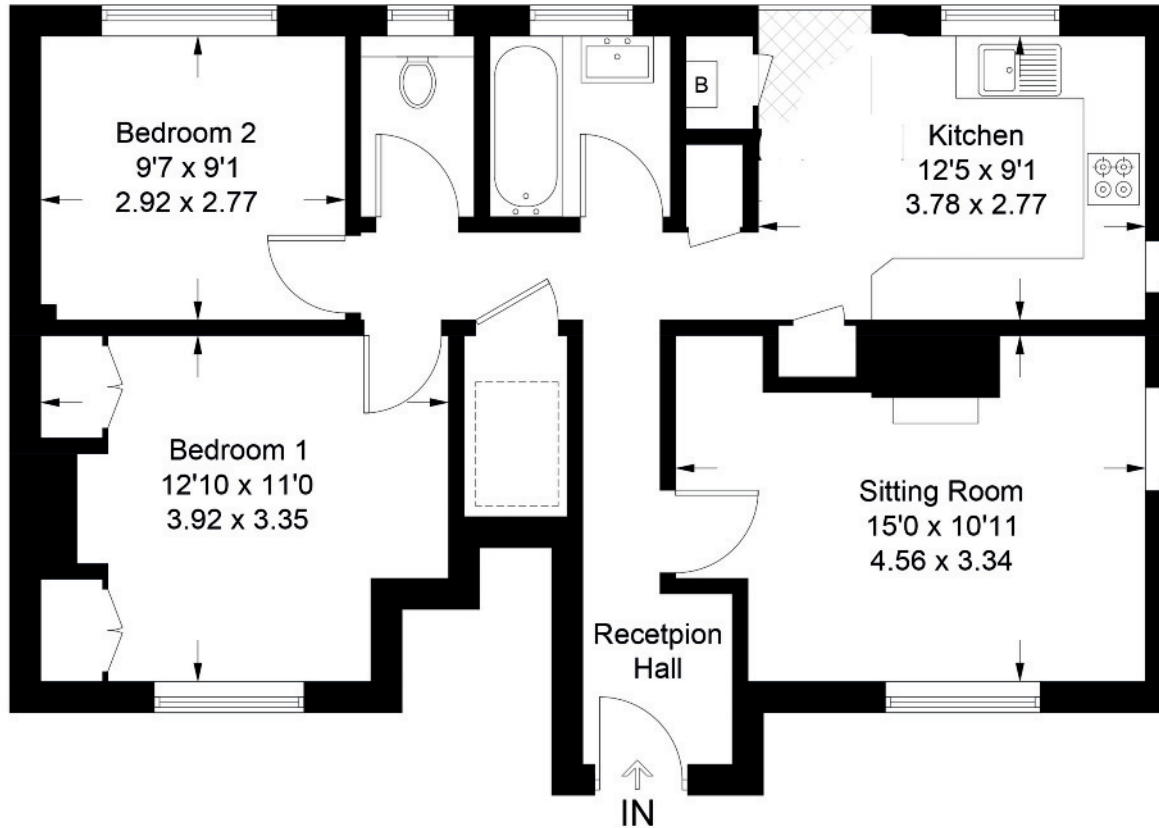 Bedroom 2
9'7 x 9'1
2.92 x 2.77
B
Kitchen
12'5 x 9'1
3.78 x 2.77
Bedroom 1
12'10 x 11'0
3.92 x 3.35
Sitting Room
15'0 x 10'11
4.56 x 3.34
Recetpion
Hall
IN